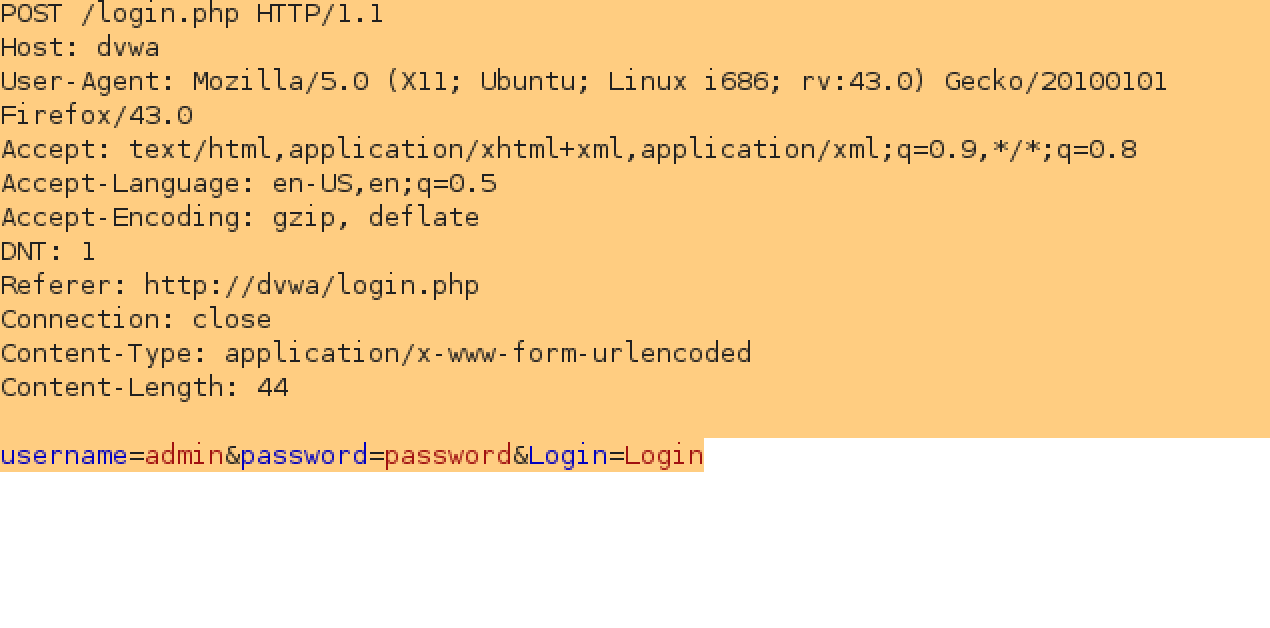 POST /login.php HTTP/1.1
Host: dvwa
User-Agent: Mozilla/5.0 (X11; Ubuntu; Linux i686; rv:43.0) Gecko/20100101
Firefox/43.0
Accept: text/html,application/xhtml+xml,application/xml;q=0.9,*/*;q=0.8
Accept-Language: en-US,en;q=0.5
Accept-Encoding: gzip, deflate
DNT: 1
Referer: http://dvwa/login.php
Connection: close
Content-Type: application/x-www-form-urlencoded
Content-Length: 44

username=admin&password=password&Login=Login